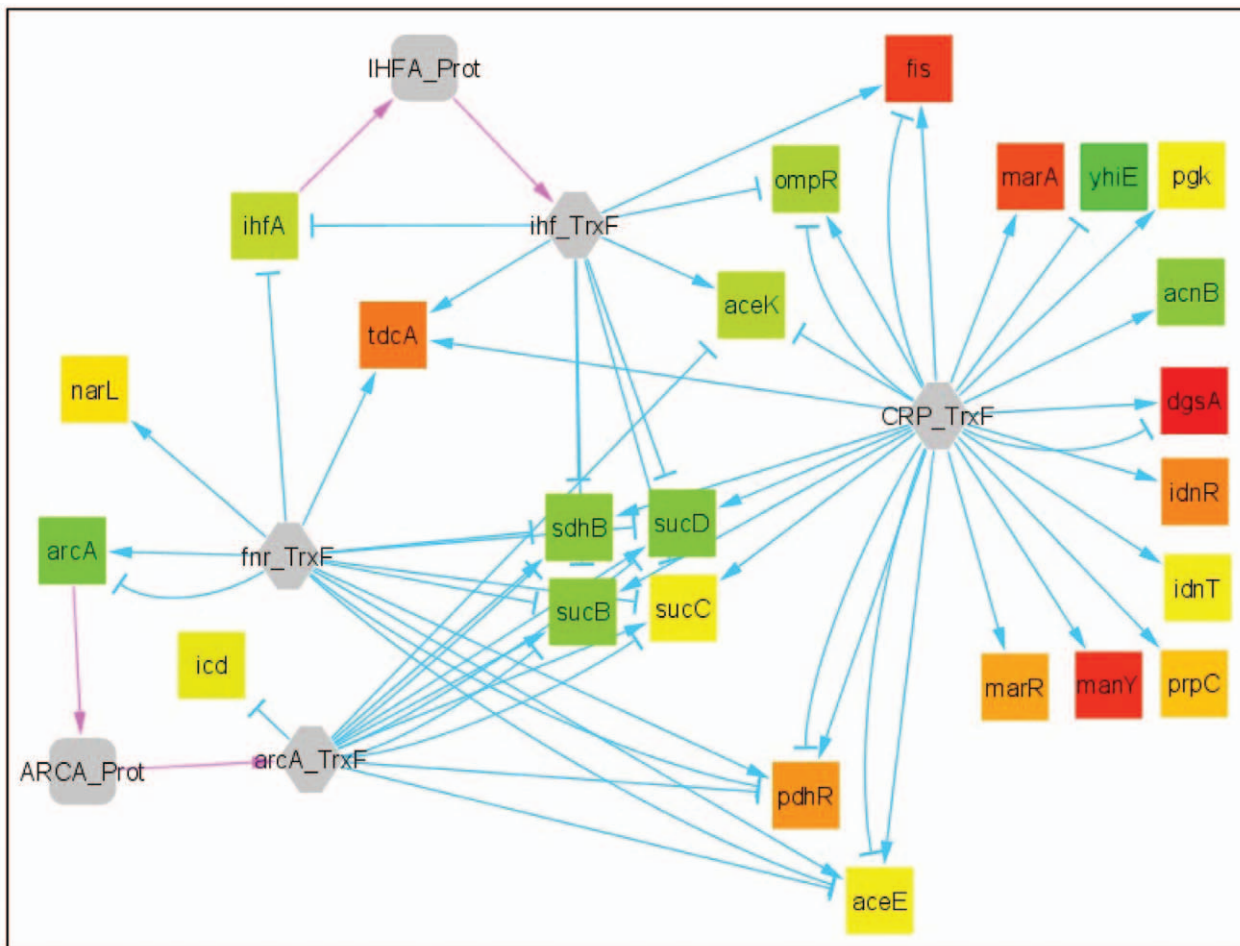 IHFA_Prot
fis
ompR
marA
yhiE
pgk
ihfA
ihf_TrxF
aceK
acnB
tdcA
narL
CRP_TrxF
dgsA
idnR
sdhB
sucD
arcA
fnr_TrxF
idnT
sucB
sucC
icd
marR
manY
prpC
ARCA_Prot
arcA_TrxF
pdhR
aceE